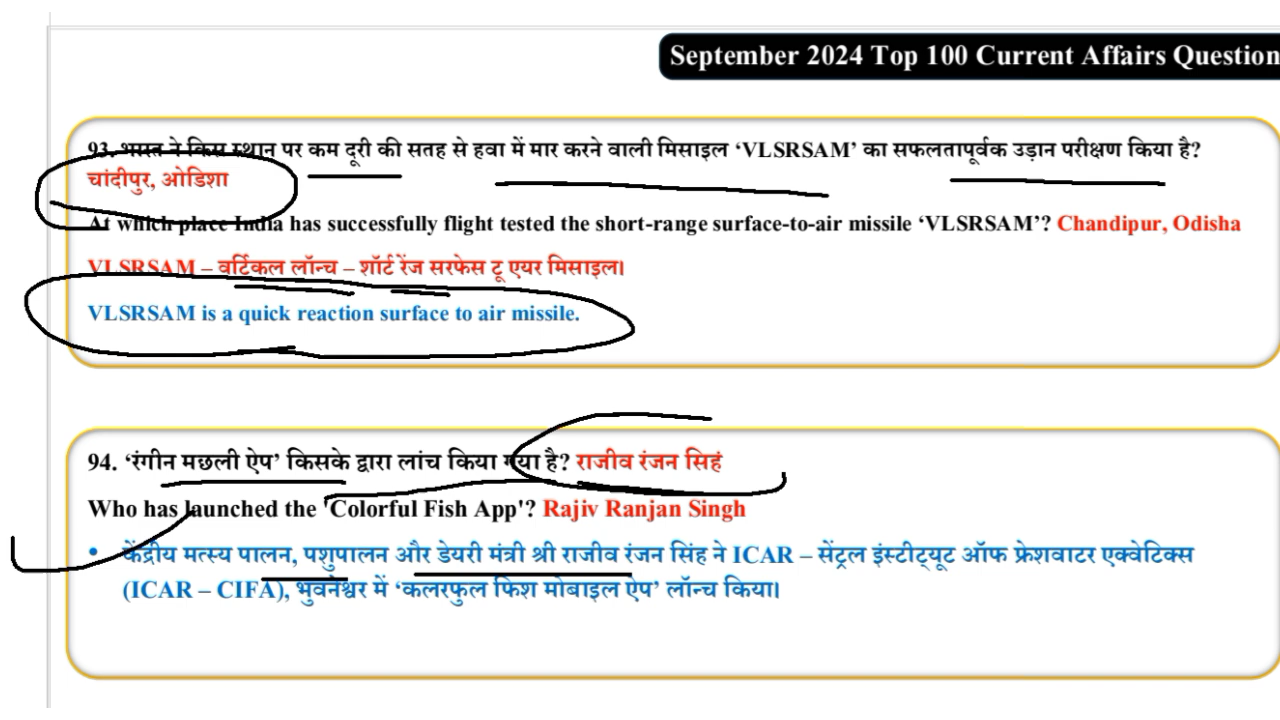 September 2024 Top 100 Current Affairs Question
93. भारत ने किस स्थान पर कम दूरी की सतह से हवा में मार करने वाली मिसाइल ‘VLSRSAM’ का सफलतापूर्वक उड़ान परीक्षण किया है?
चांदीपुर, ओडिशा
At which place India has successfully flight tested the short-range surface-to-air missile ‘VLSRSAM’? Chandipur, Odisha
VLSRSAM – वर्टिकल लॉन्च – शॉर्ट रेंज सरफेस टू एयर मिसाइल।
VLSRSAM is a quick reaction surface to air missile.
94. ‘रंगीन मछली ऐप’ किसके द्वारा लांच किया गया है? राजीव रंजन सिहं
Who has launched the 'Colorful Fish App'? Rajiv Ranjan Singh
• केंद्रीय मत्स्य पालन, पशुपालन और डेयरी मंत्री श्री राजीव रंजन सिंह ने ICAR – सेंट्रल इंस्टीट्यूट ऑफ फ्रेशवाटर एक्वेटिक्स
(ICAR – CIFA), भुवनेश्वर में ‘कलरफुल फिश मोबाइल ऐप’ लॉन्च किया।